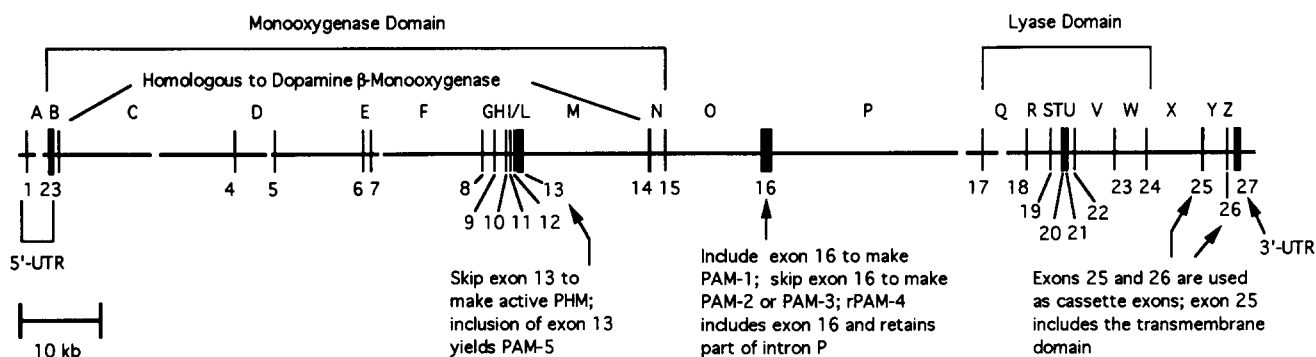 Monooxygenase Domain
Lyase Domain
Homologous to Dopamine β-Monooxygenase
A B C D E F GHI/L M N O P Q R STU V W X Y Z
1 23 4 5 6 7 8 13 14 15 16 17 18 22 23 24 25 27
9 10 11 12 19 20 21 26
5'-UTR
3'-UTR
Skip exon 13 to
make active PHM;
inclusion of exon 13
yields PAM-5
Include exon 16 to make
PAM-1; skip exon 16 to make
PAM-2 or PAM-3; rPAM-4
includes exon 16 and retains
part of intron P
Exons 25 and 26 are used
as cassette exons; exon 25
includes the transmembrane
domain
10 kb